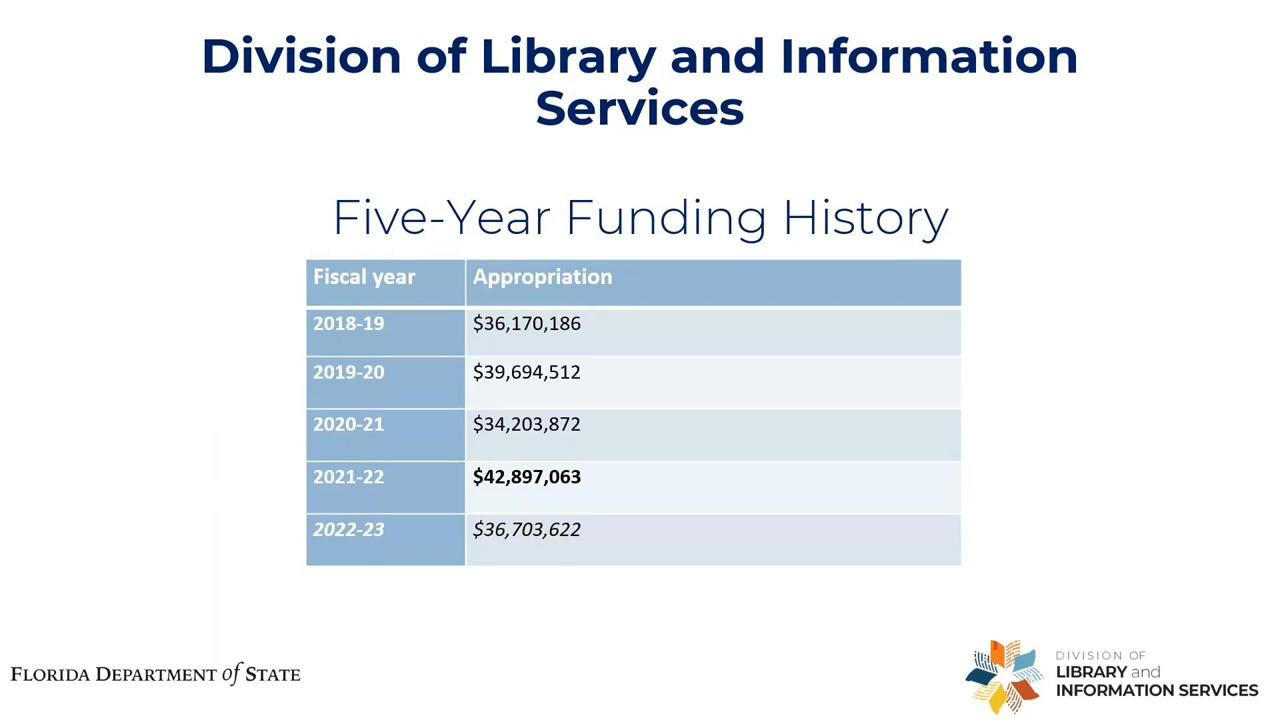 Division of Library and Information
Services
Five-Year Funding History
Fiscal year Appropriation
2018-19 $36,170,186
2019-20 $39,694,512
2020-21 $34,203,872
2021-22 $42,897,063
2022-23 $36,703,622
FLORIDA DEPARTMENT of STATE
DIVISION OF
LIBRARY and
INFORMATION SERVICES